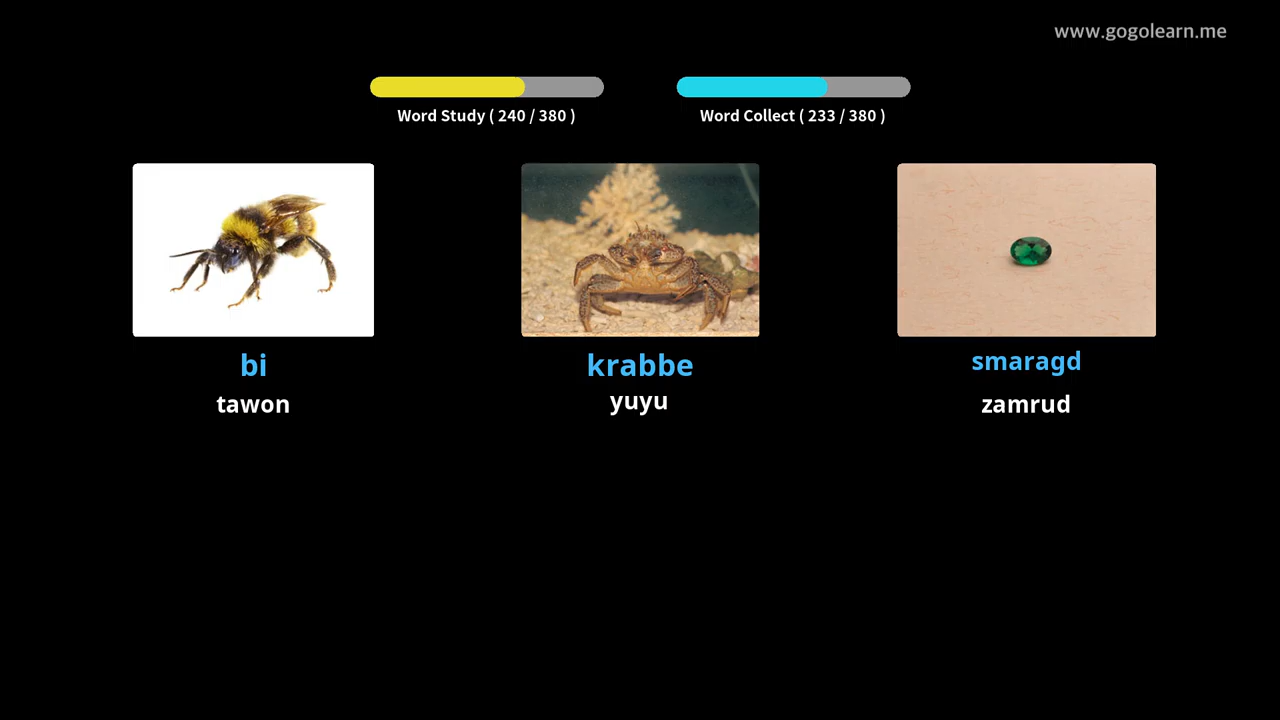 www.gogolearn.me
Word Study ( 240 / 380 )
Word Collect ( 233 / 380 )
bi
krabbe
smaragd
tawon
yuyu
zamrud